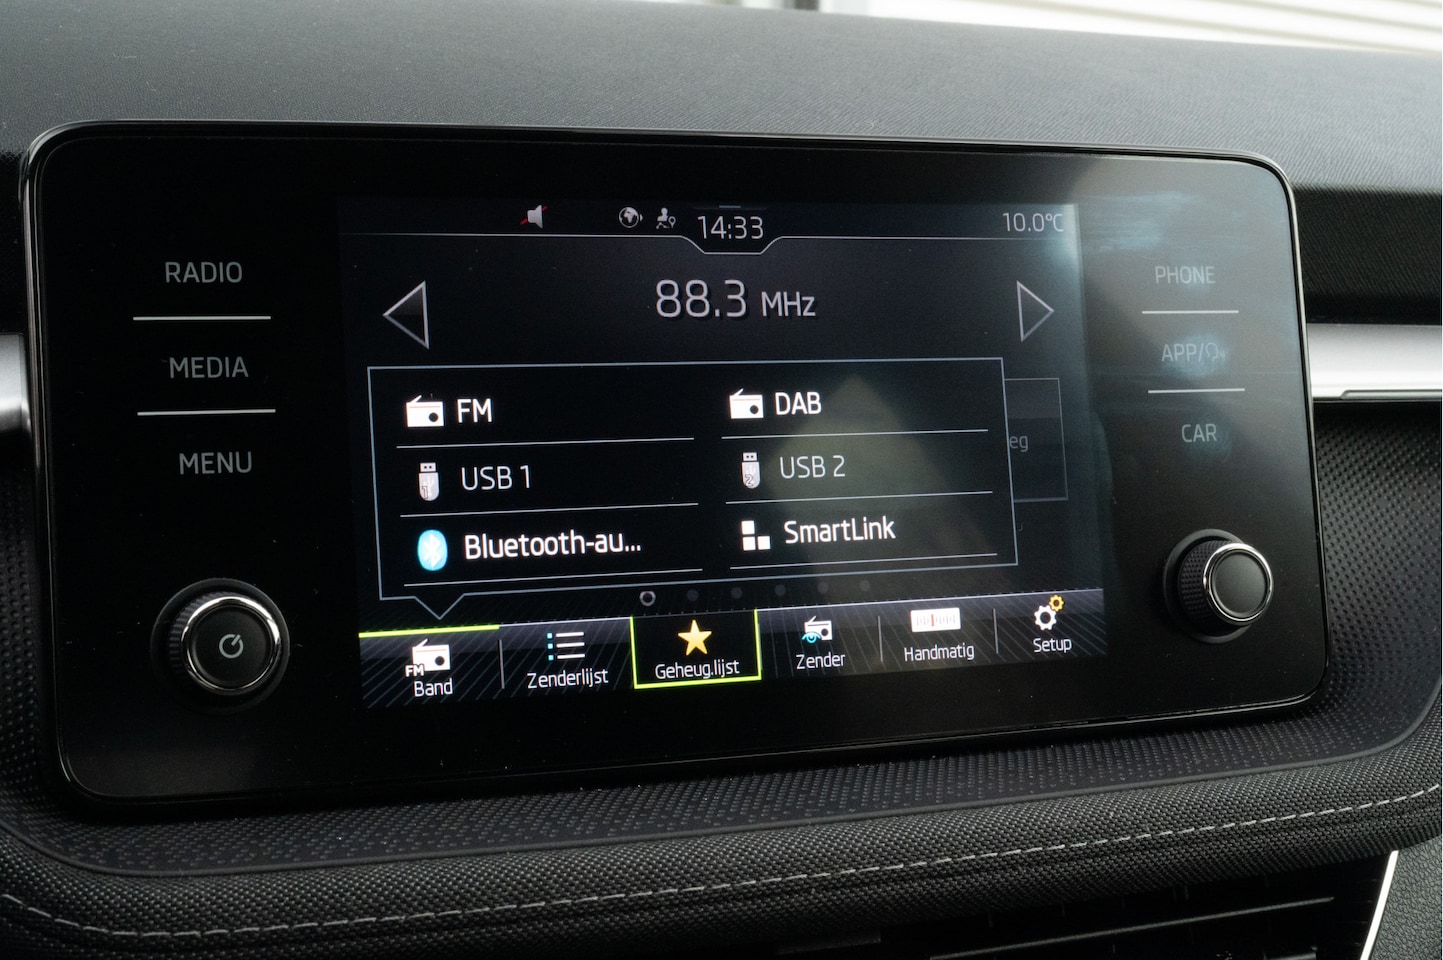 14:33
10.0°C
RADIO
MEDIA
MENU
88.3 MHz
FM
DAB
USB 1
USB 2
Bluetooth-au...
SmartLink
eg
FM
Band
Zenderlijst
Geheug.lijst
Zender
Handmatig
Setup
PHONE
APP/
CAR